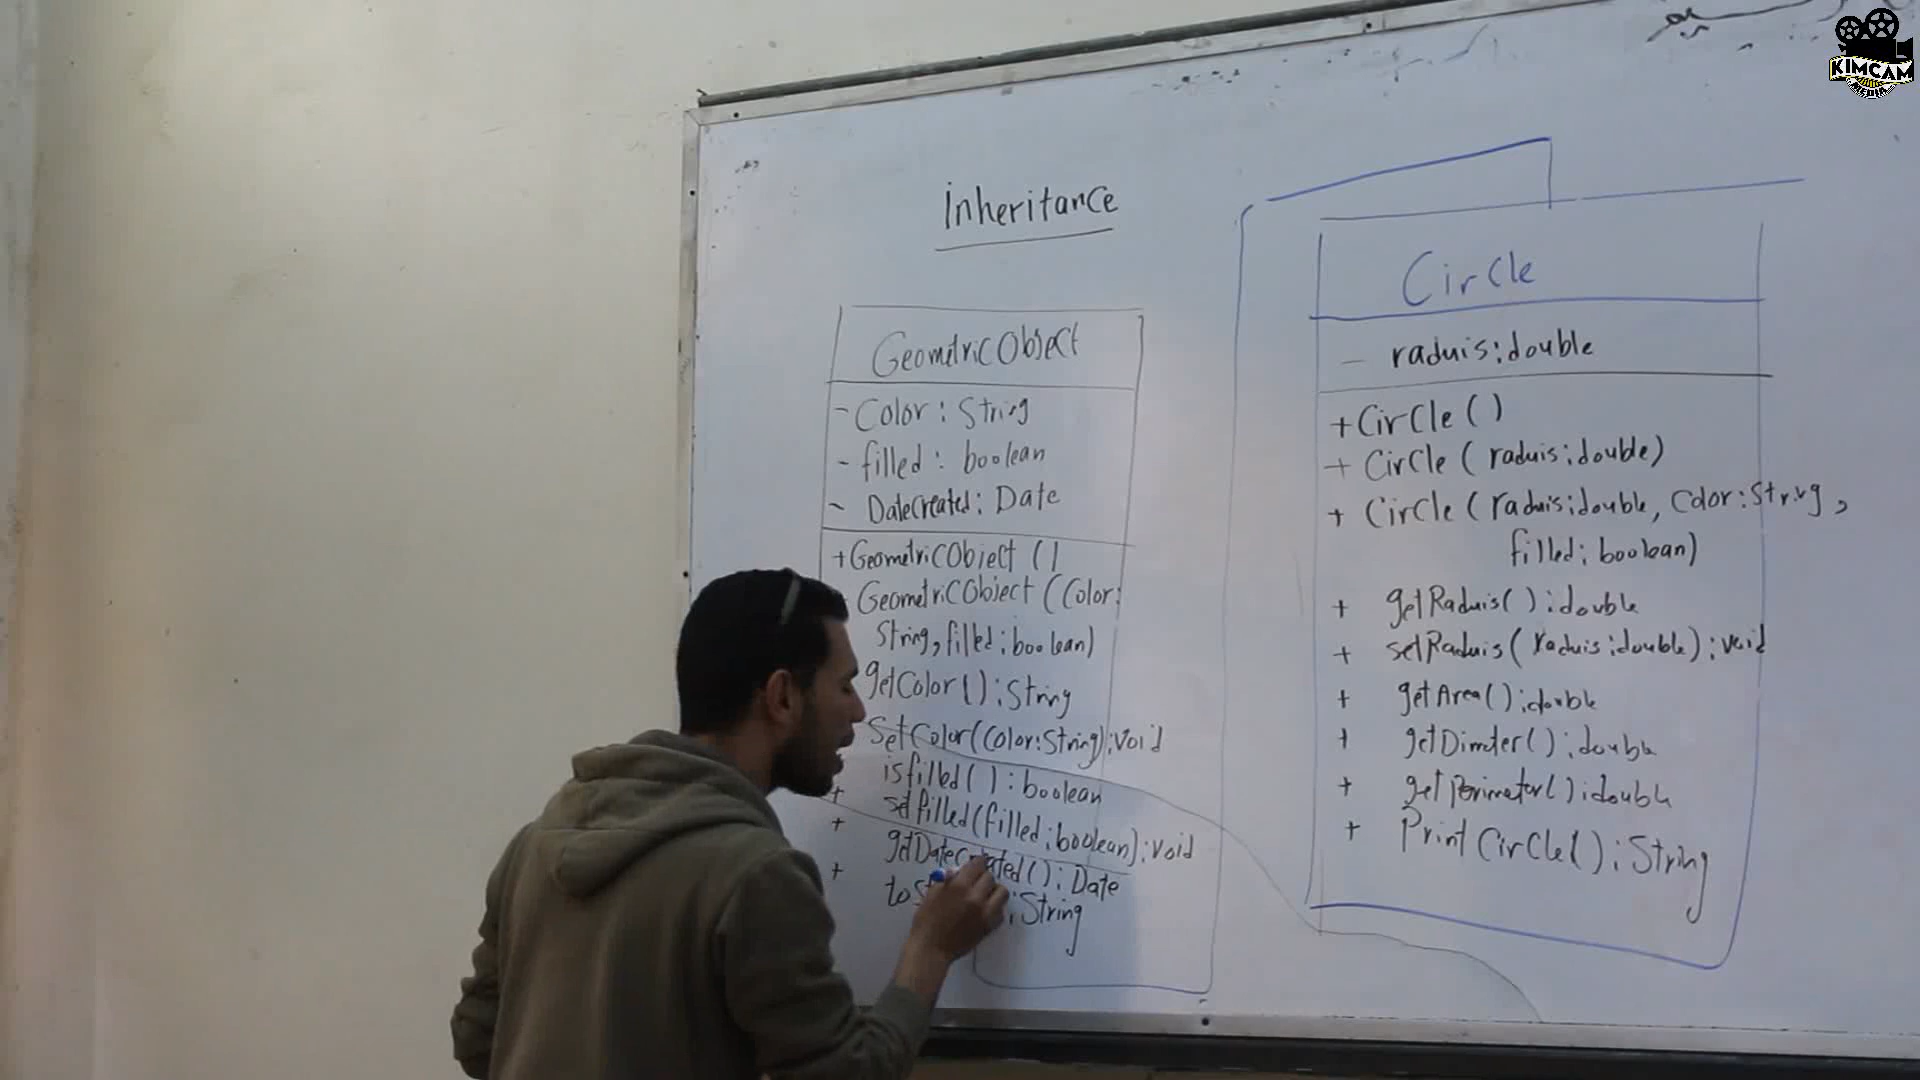 KIMCAM
MEDIA
Inheritance
GeometricObject
- Color : String
- filled : boolean
- DateCreated : Date
+GeometricObject ()
GeometricObject (Color:
String, filled : boolean)
getColor() : String
SetColor(Color:String):void
isfilled( ) : boolean
+ setfilled(filled:boolean):void
+ getDateCreated() : Date
+ :String
Circle
- raduis:double
+Circle ( )
+ Circle ( raduis:double)
+ Circle (raduis:double, Color:String,
filled: boolean)
+ getRaduis( ) :double
+ setRaduis( raduis:double) : void
+ getArea() :double
+ getDimeter( ) : double
+ getPerimeter( ) : double
+ Print Circle( ) : String